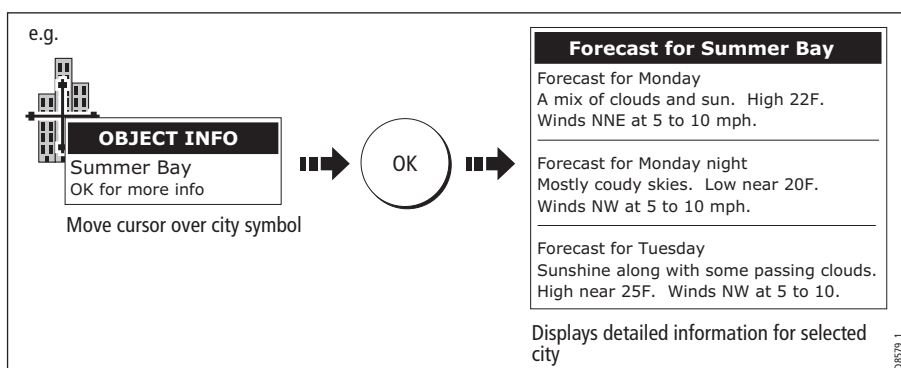 e.g.
OBJECT INFO
Summer Bay
OK for more info
Move cursor over city symbol
OK
Forecast for Summer Bay
Forecast for Monday
A mix of clouds and sun. High 22F.
Winds NNE at 5 to 10 mph.
Forecast for Monday night
Mostly coudy skies. Low near 20F.
Winds NW at 5 to 10 mph.
Forecast for Tuesday
Sunshine along with some passing clouds.
High near 25F. Winds NW at 5 to 10.
Displays detailed information for selected
city
D8579_1